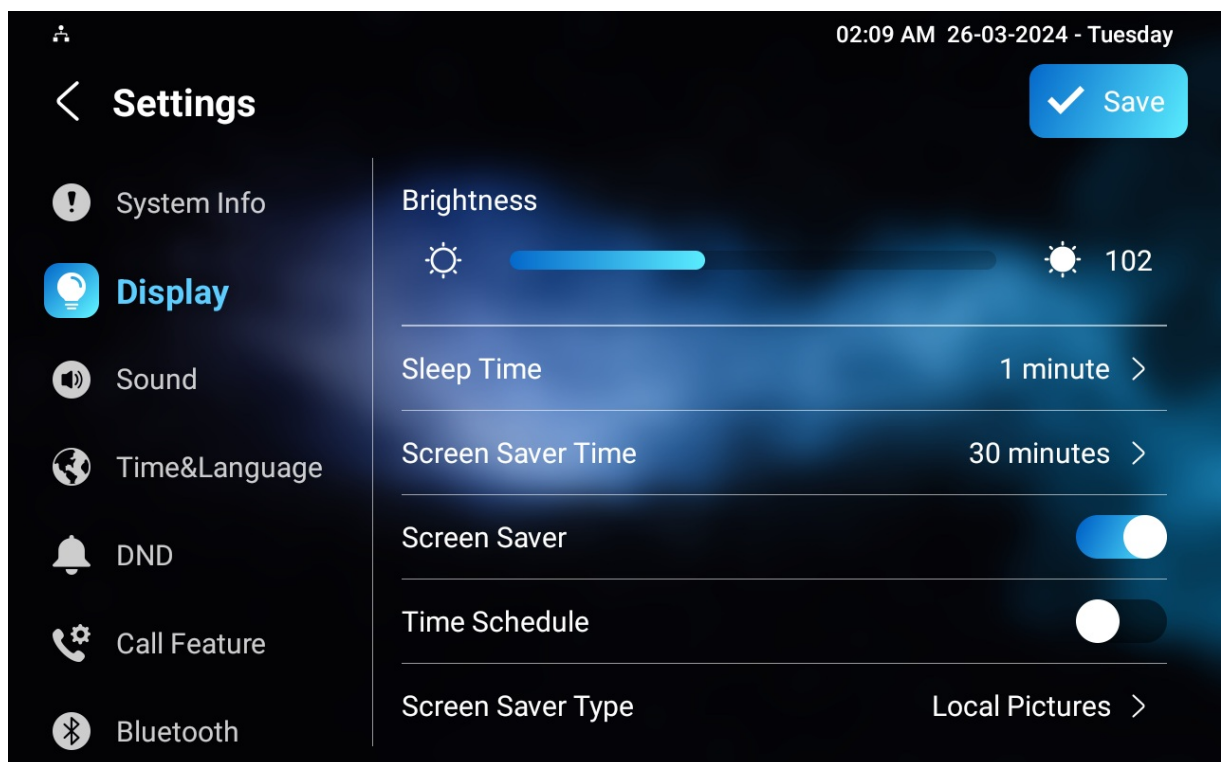 02:09 AM 26-03-2024 - Tuesday
Settings
Save
System Info
Display
Sound
Time&Language
DND
Call Feature
Bluetooth
Brightness
102
Sleep Time 1 minute
Screen Saver Time 30 minutes
Screen Saver
Time Schedule
Screen Saver Type Local Pictures